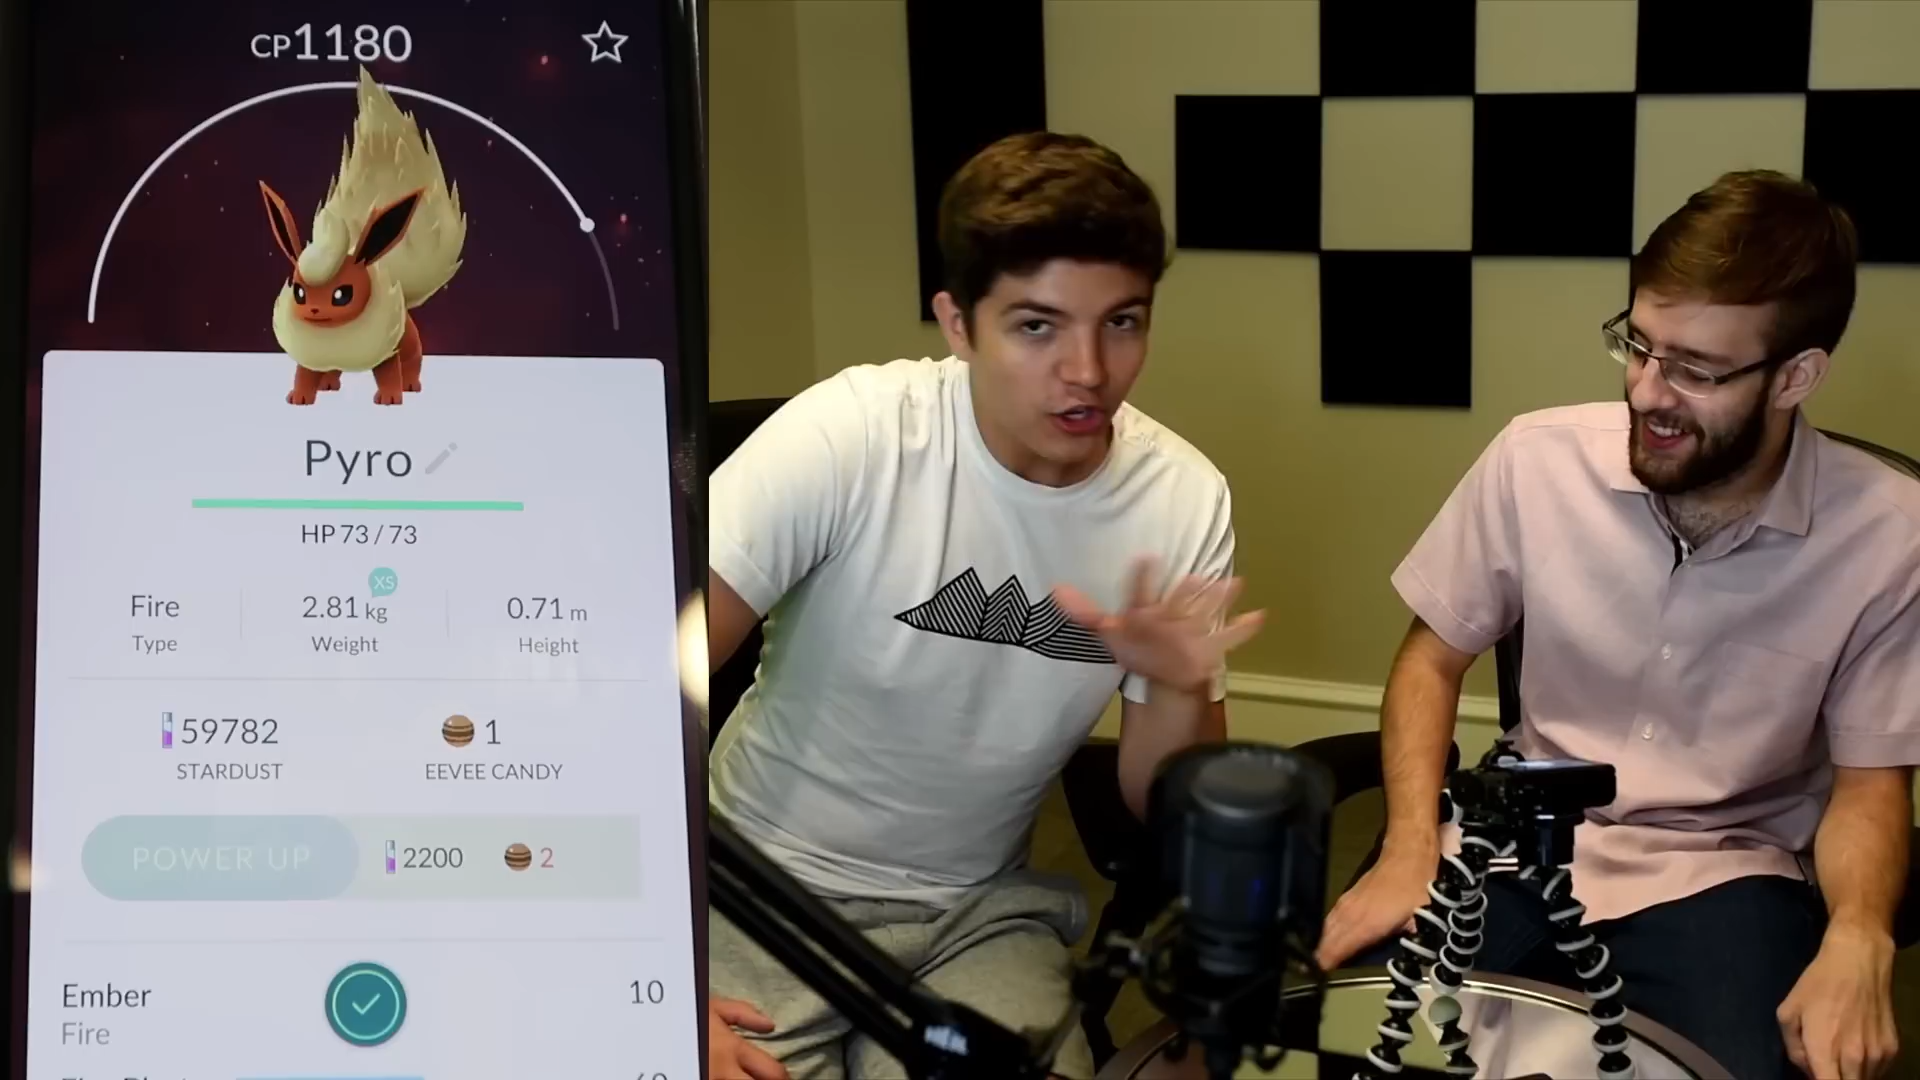 CP1180
Pyro
HP 73 / 73
XS
Fire
2.81 kg
0.71 m
Type
Weight
Height
59782
1
STARDUST
EEVEE CANDY
POWER UP
2200
2
Ember
10
Fire